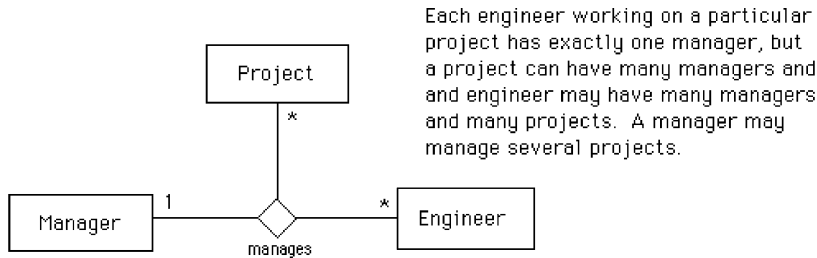 Each engineer working on a particular
project has exactly one manager, but
a project can have many managers and
and engineer may have many managers
and many projects. A manager may
manage several projects.
Project
*
Manager
1
*
Engineer
manages